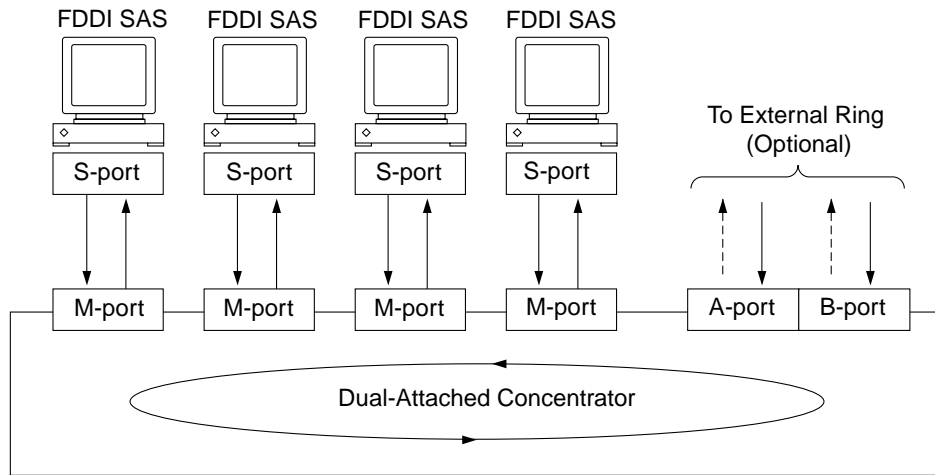 FDDI SAS FDDI SAS FDDI SAS FDDI SAS
To External Ring
(Optional)
S-port S-port S-port S-port
M-port M-port M-port M-port A-port B-port
Dual-Attached Concentrator